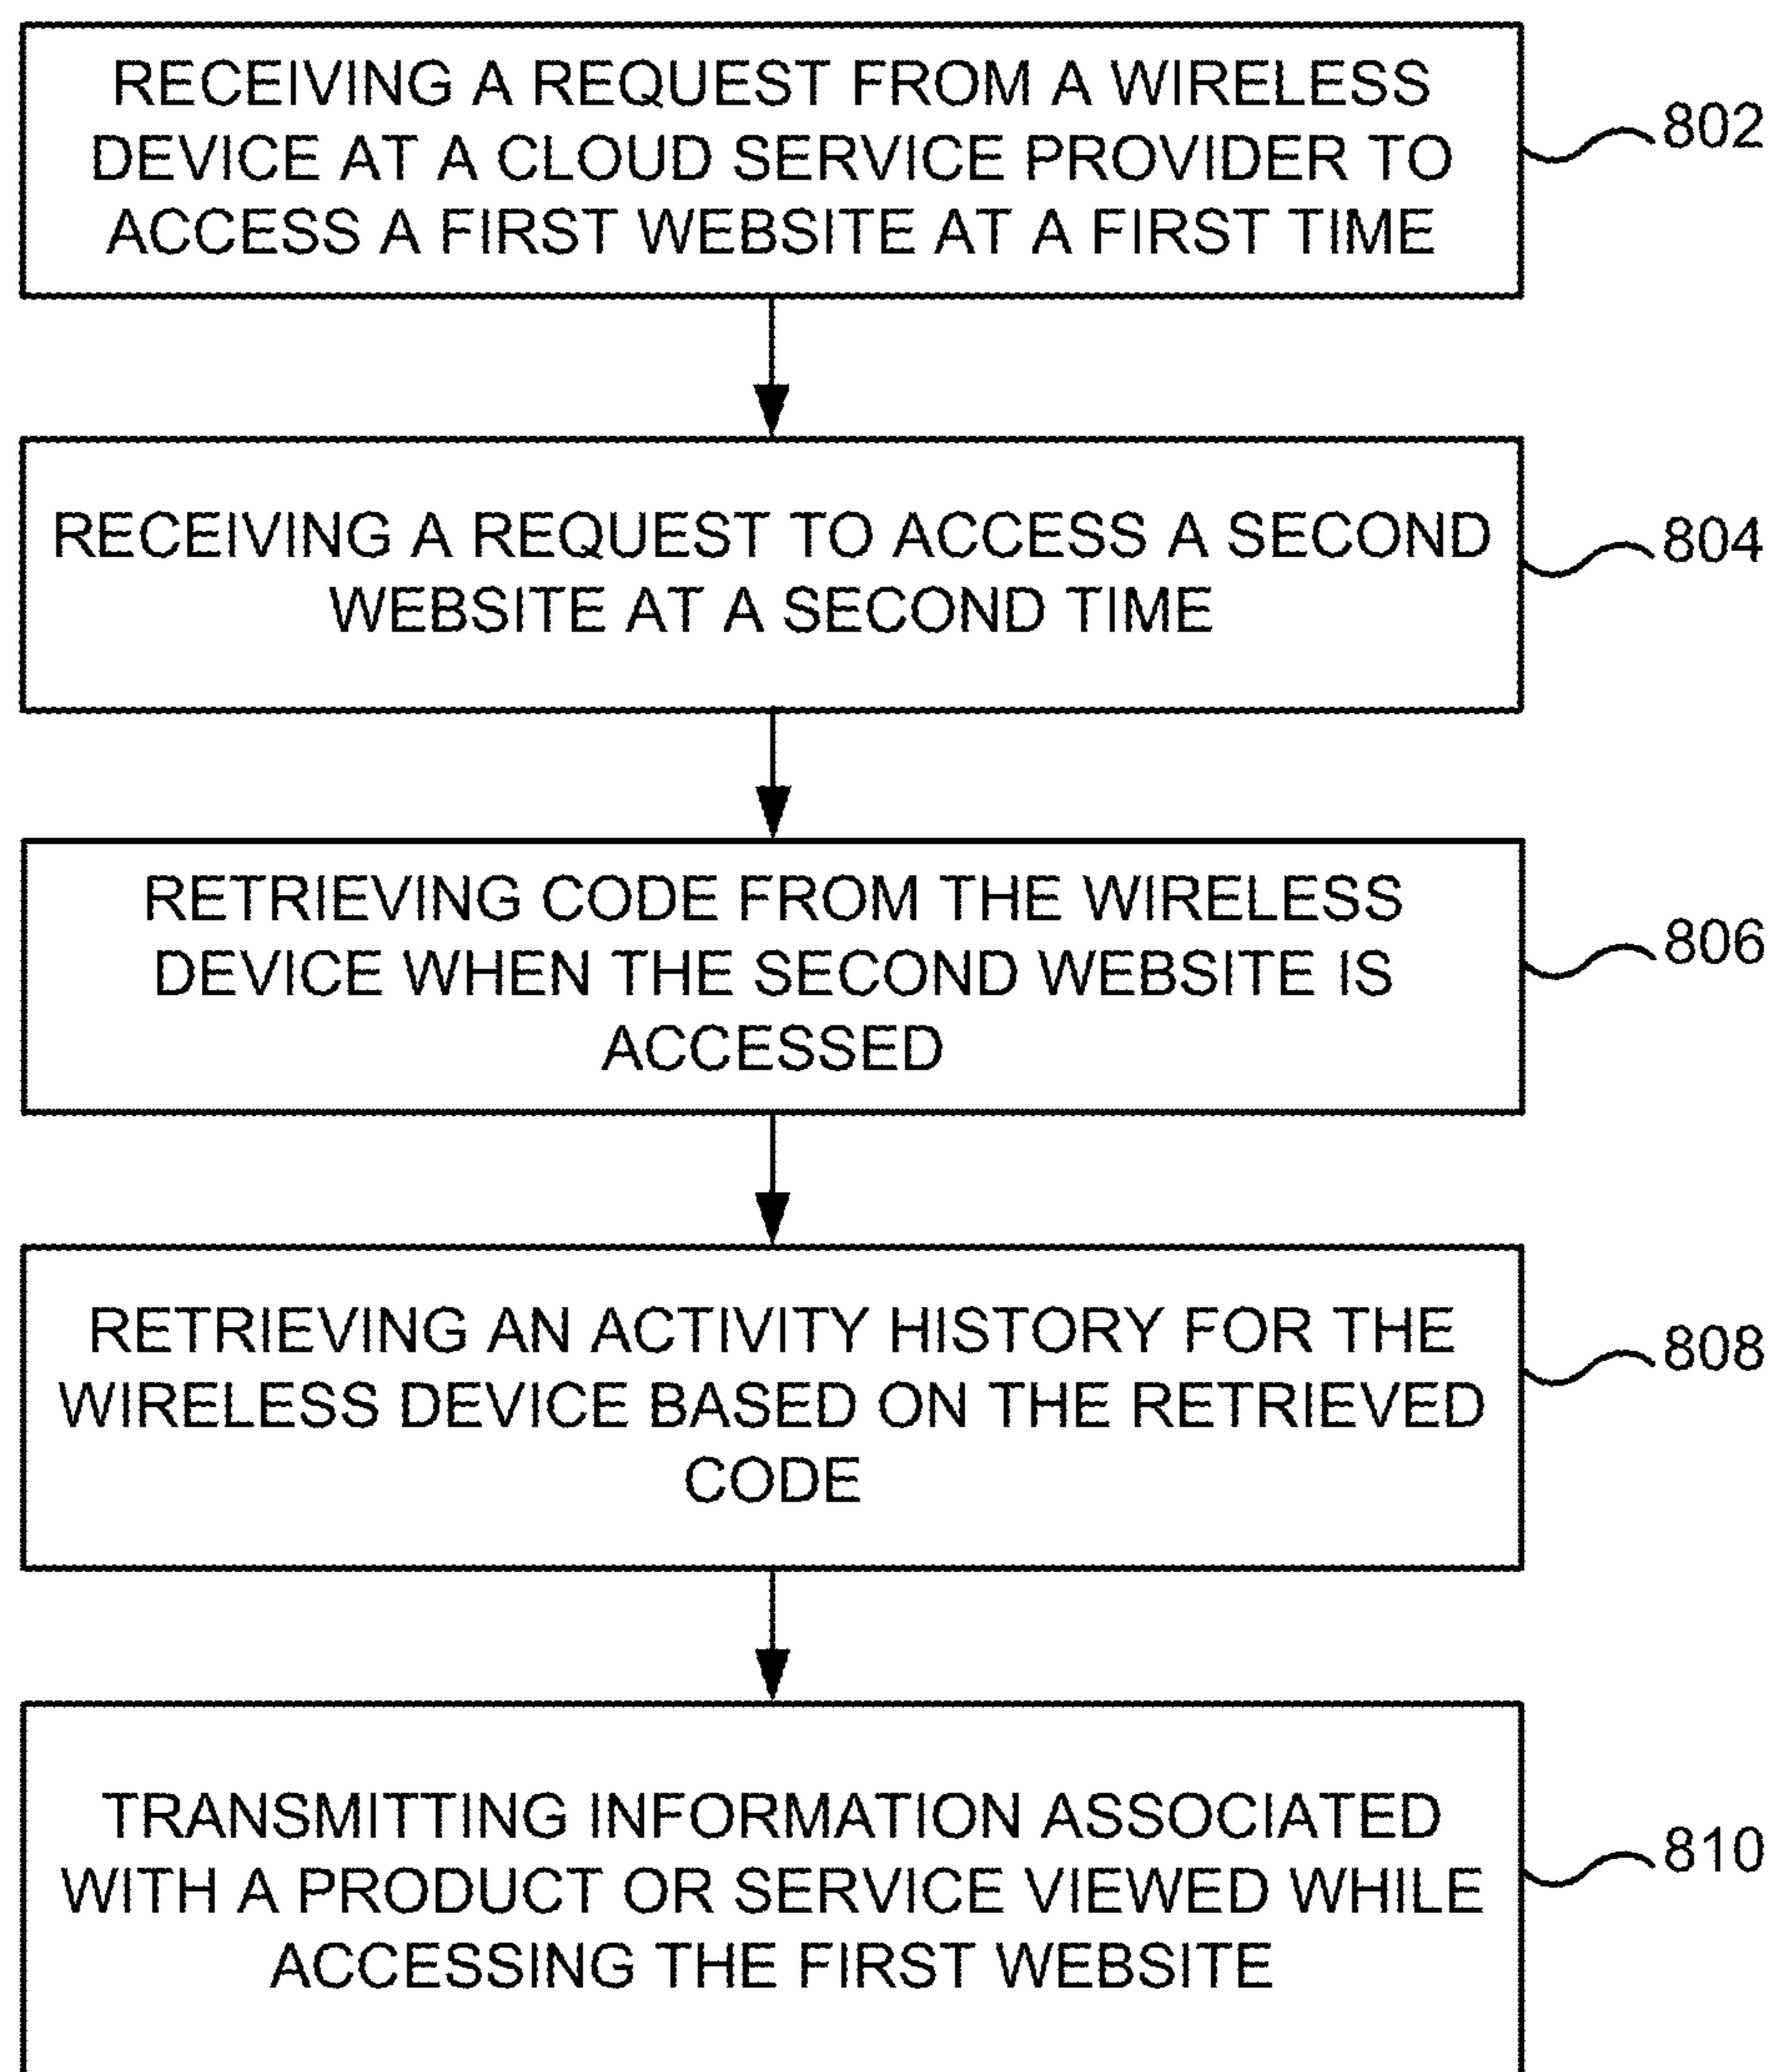 RECEIVING A REQUEST FROM A WIRELESS
DEVICE AT A CLOUD SERVICE PROVIDER TO
ACCESS A FIRST WEBSITE AT A FIRST TIME
802
RECEIVING A REQUEST TO ACCESS A SECOND
WEBSITE AT A SECOND TIME
804
RETRIEVING CODE FROM THE WIRELESS
DEVICE WHEN THE SECOND WEBSITE IS
ACCESSED
806
RETRIEVING AN ACTIVITY HISTORY FOR THE
WIRELESS DEVICE BASED ON THE RETRIEVED
CODE
808
TRANSMITTING INFORMATION ASSOCIATED
WITH A PRODUCT OR SERVICE VIEWED WHILE
ACCESSING THE FIRST WEBSITE
810